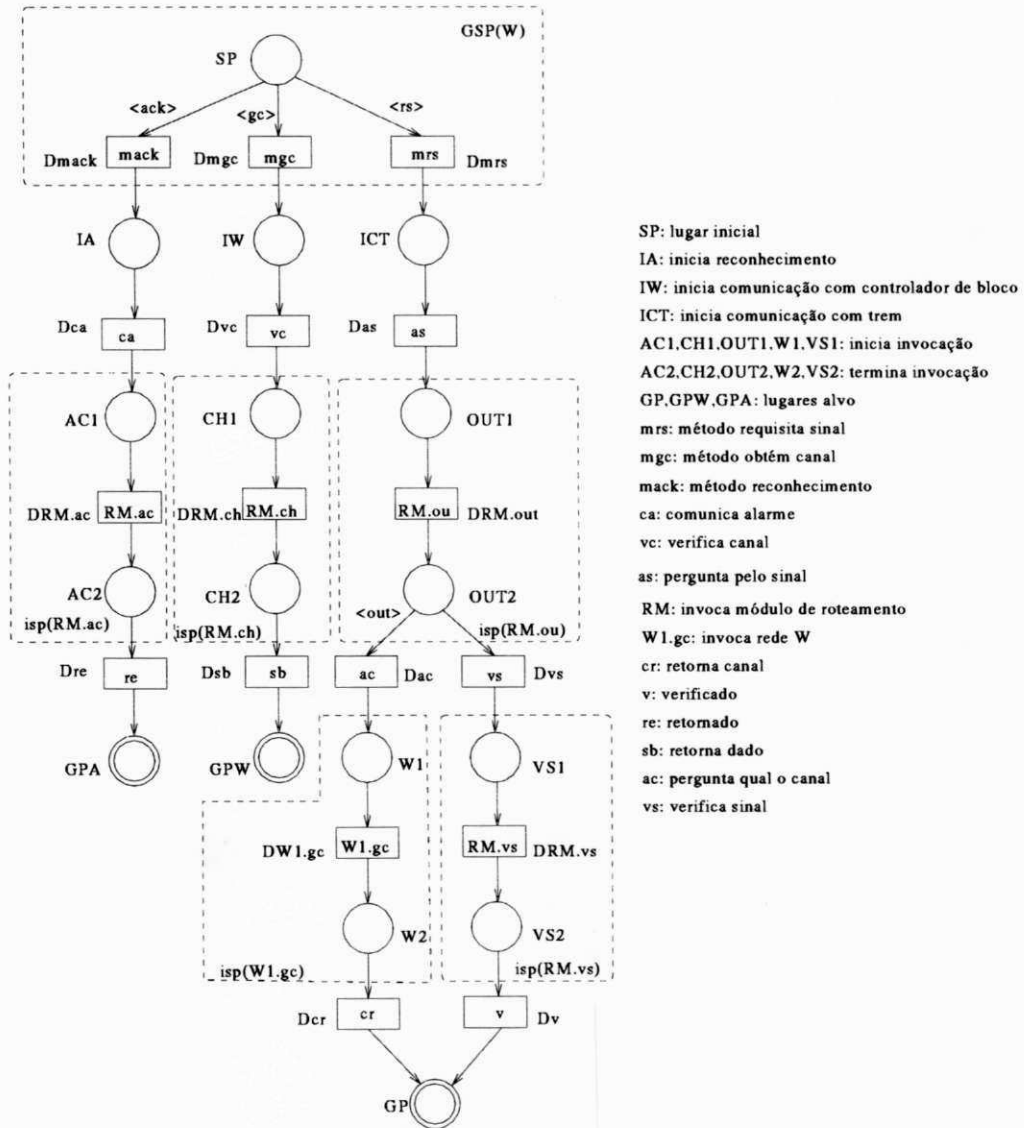 GSP(W)
SP
<ack>
<gc>
<rs>
Dmack
mack
Dmgc
mgc
mrs
Dmrs
IA
IW
ICT
Dca
ca
Dvc
vc
Das
as
AC1
CH1
OUT1
DRM.ac
RM.ac
DRM.ch
RM.ch
RM.ou
DRM.out
AC2
CH2
OUT2
<out>
isp(RM.ac)
isp(RM.ch)
isp(RM.ou)
Dre
re
Dsb
sb
ac
Dac
vs
Dvs
GPA
GPW
W1
VS1
DW1.gc
W1.gc
RM.vs
DRM.vs
W2
VS2
isp(W1.gc)
isp(RM.vs)
Dcr
cr
v
Dv
GP
SP: lugar inicial
IA: inicia reconhecimento
IW: inicia comunicação com controlador de bloco
ICT: inicia comunicação com trem
AC1,CH1,OUT1,W1,VS1: inicia invocação
AC2,CH2,OUT2,W2,VS2: termina invocação
GP,GPW,GPA: lugares alvo
mrs: método requisita sinal
mgc: método obtém canal
mack: método reconhecimento
ca: comunica alarme
vc: verifica canal
as: pergunta pelo sinal
RM: invoca módulo de roteamento
W1.gc: invoca rede W
cr: retorna canal
v: verificado
re: retornado
sb: retorna dado
ac: pergunta qual o canal
vs: verifica sinal